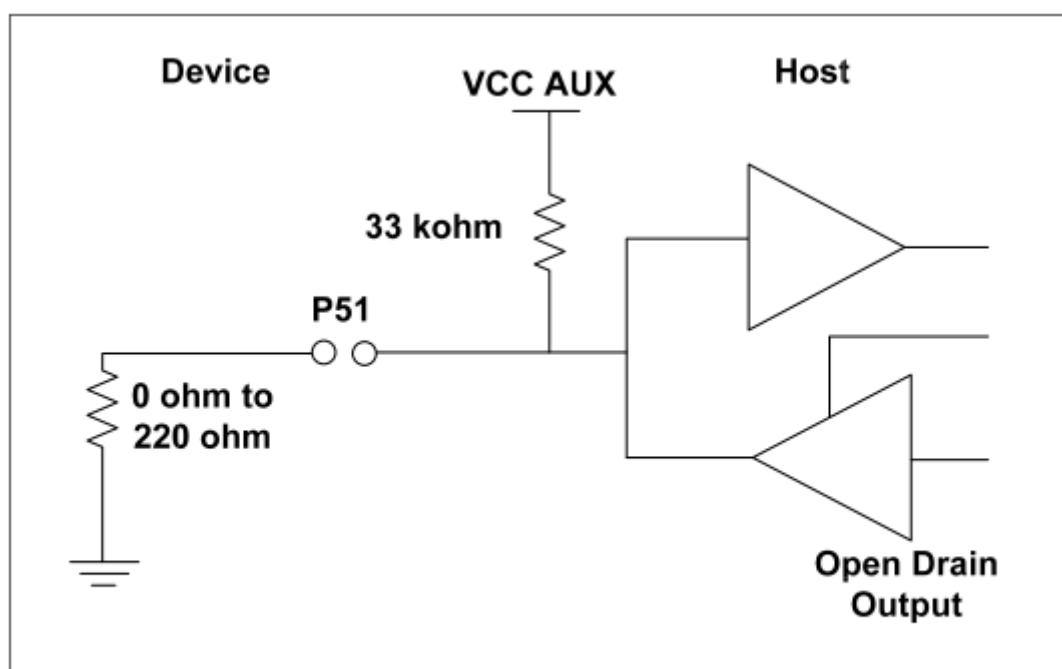 Device
VCC AUX
Host
33 kohm
P51
0 ohm to
220 ohm
Open Drain
Output